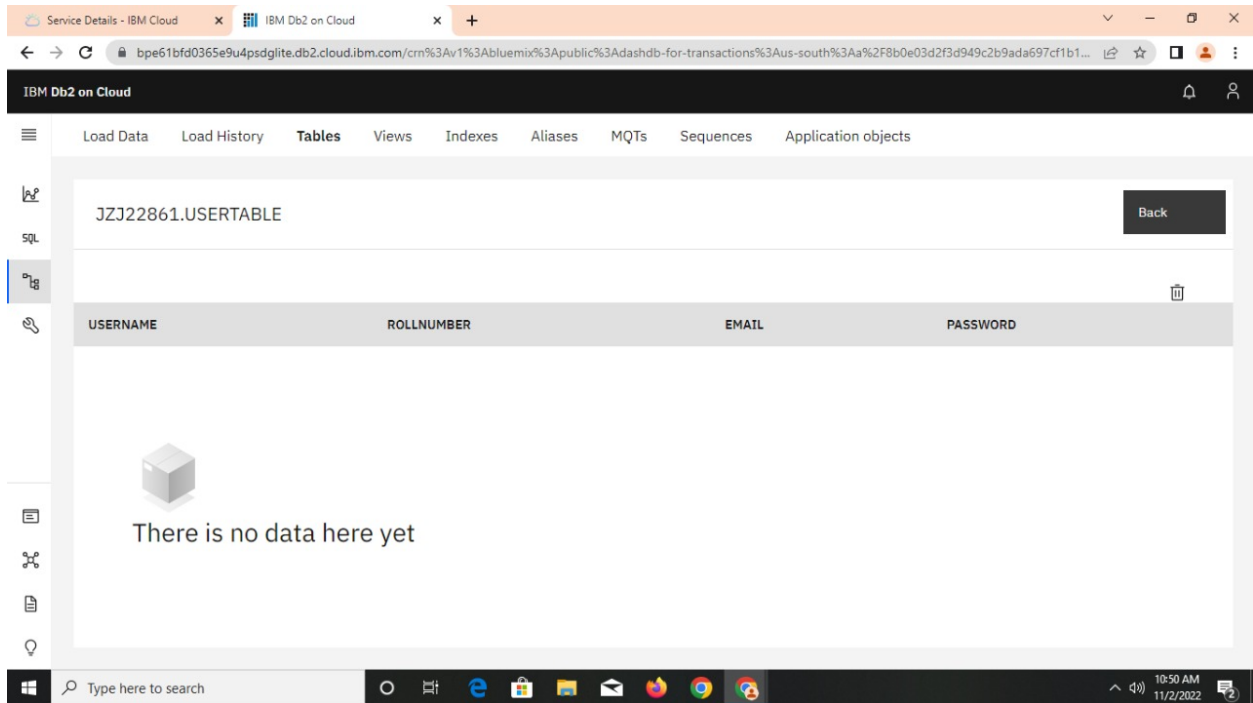 Service Details - IBM Cloud
IBM Db2 on Cloud
bpe61bfd0365e9u4psdglite.db2.cloud.ibm.com/crn%3Av1%3Abluemix%3Apublic%3Adashdb-for-transactions%3Aus-south%3Aa%2F8b0e03d2f3d949c2b9ada697cf1b1...
IBM Db2 on Cloud
Load Data Load History Tables Views Indexes Aliases MQTs Sequences Application objects
JZJ22861.USERTABLE
Back
SQL
USERNAME ROLLNUMBER EMAIL PASSWORD
There is no data here yet
Type here to search
10:50 AM
11/2/2022
2